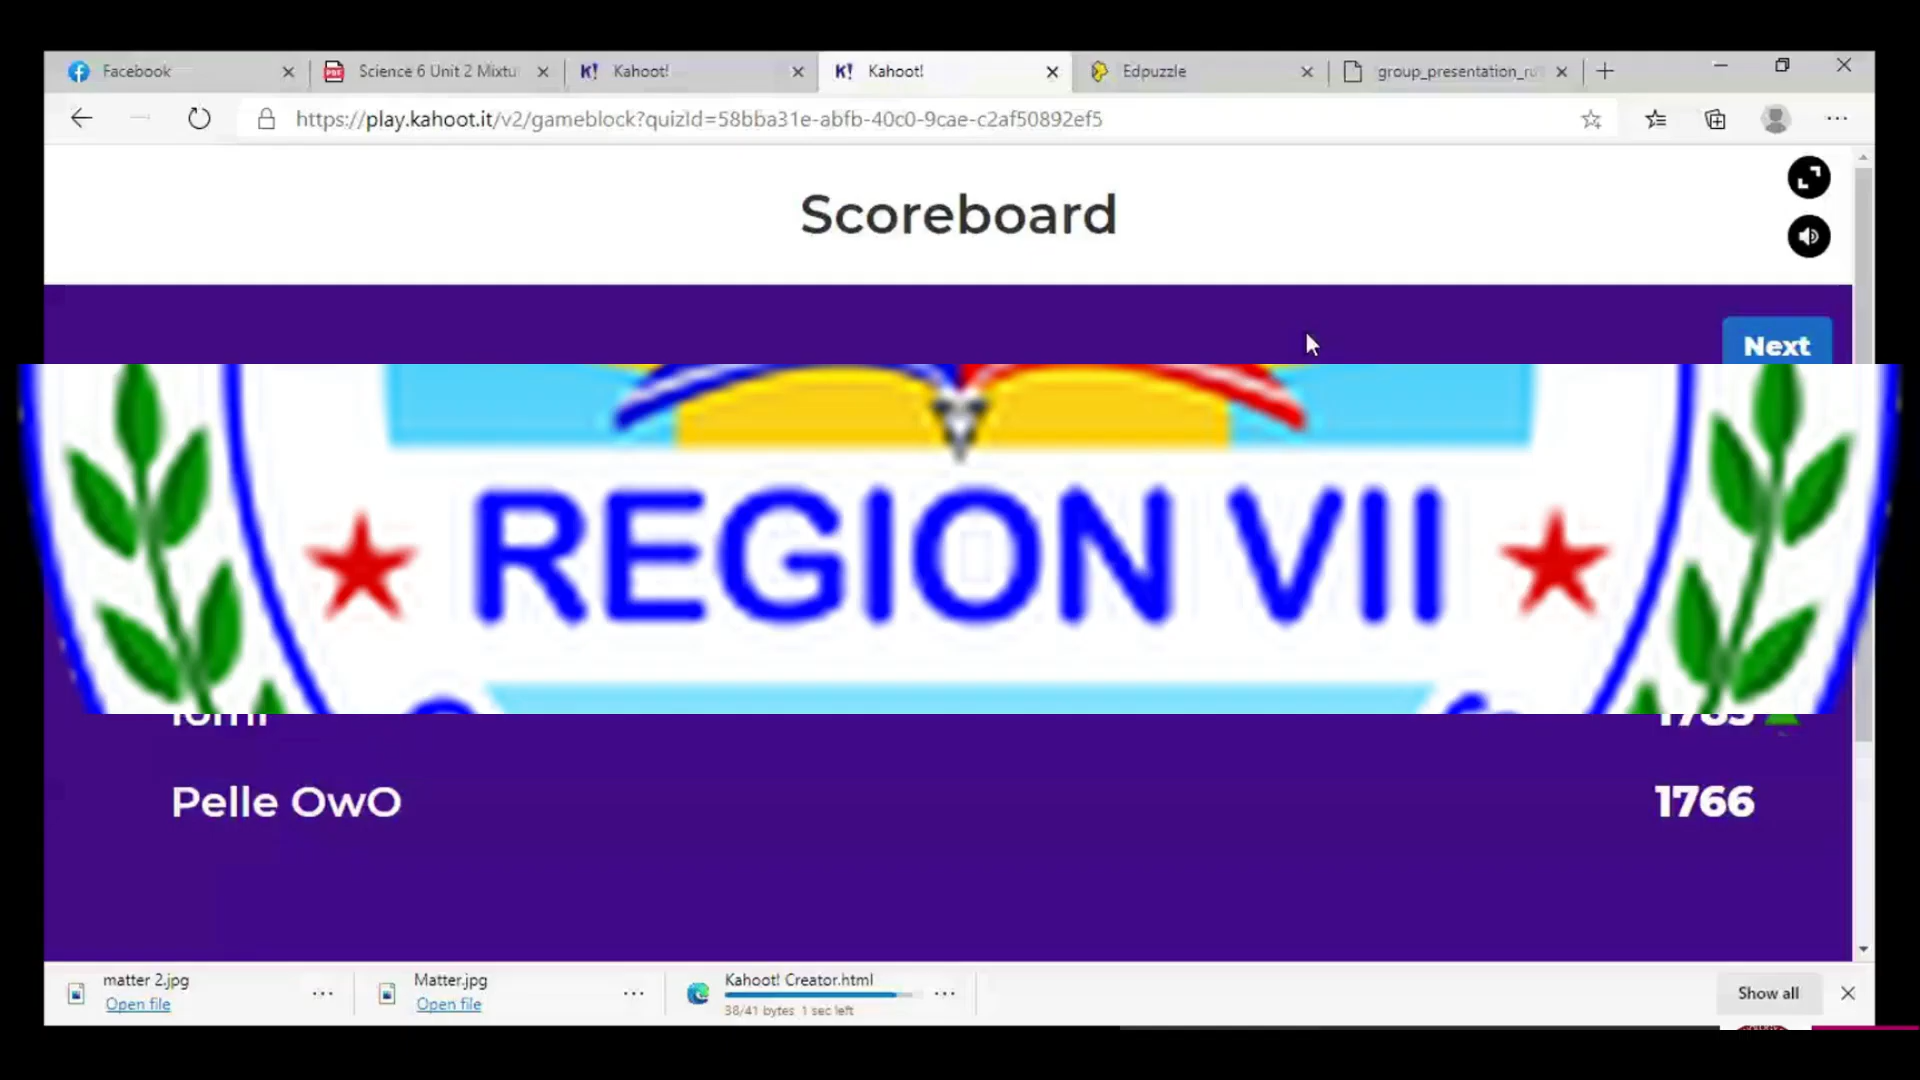 Facebook
Science 6 Unit 2 Mixtu
Kahoot!
Kahoot!
Edpuzzle
group_presentation_ru
https://play.kahoot.it/v2/gameblock?quizId=58bba31e-abfb-40c0-9cae-c2af50892ef5
Scoreboard
Next
REGION VII
Pelle OwO 1766
matter 2.jpg
Open file
Matter.jpg
Open file
Kahoot! Creator.html
38/41 bytes 1 sec left
Show all